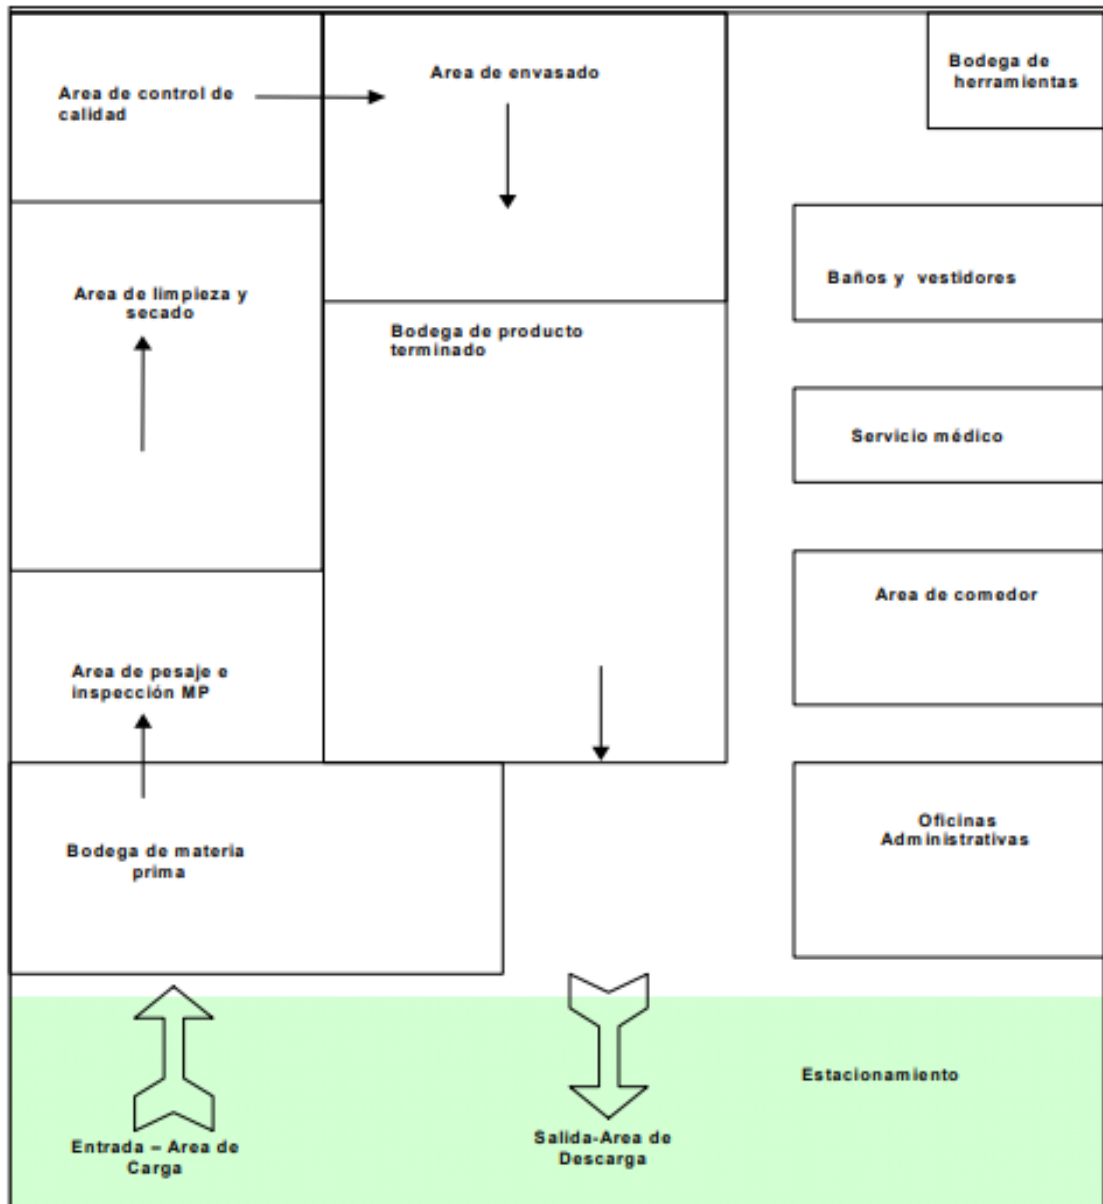 Area de control de
calidad
Area de envasado
Bodega de
herramientas
Area de limpieza y
secado
Bodega de producto
terminado
Baños y vestidores
Servicio médico
Area de comedor
Area de pesaje e
inspección MP
Bodega de materia
prima
Oficinas
Administrativas
Estacionamiento
Entrada – Area de
Carga
Salida-Area de
Descarga